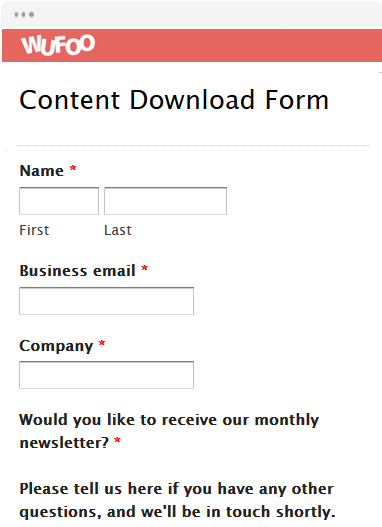 WUFOO
Content Download Form
Name *
First Last
Business email *
Company *
Would you like to receive our monthly
newsletter? *
Please tell us here if you have any other
questions, and we'll be in touch shortly.